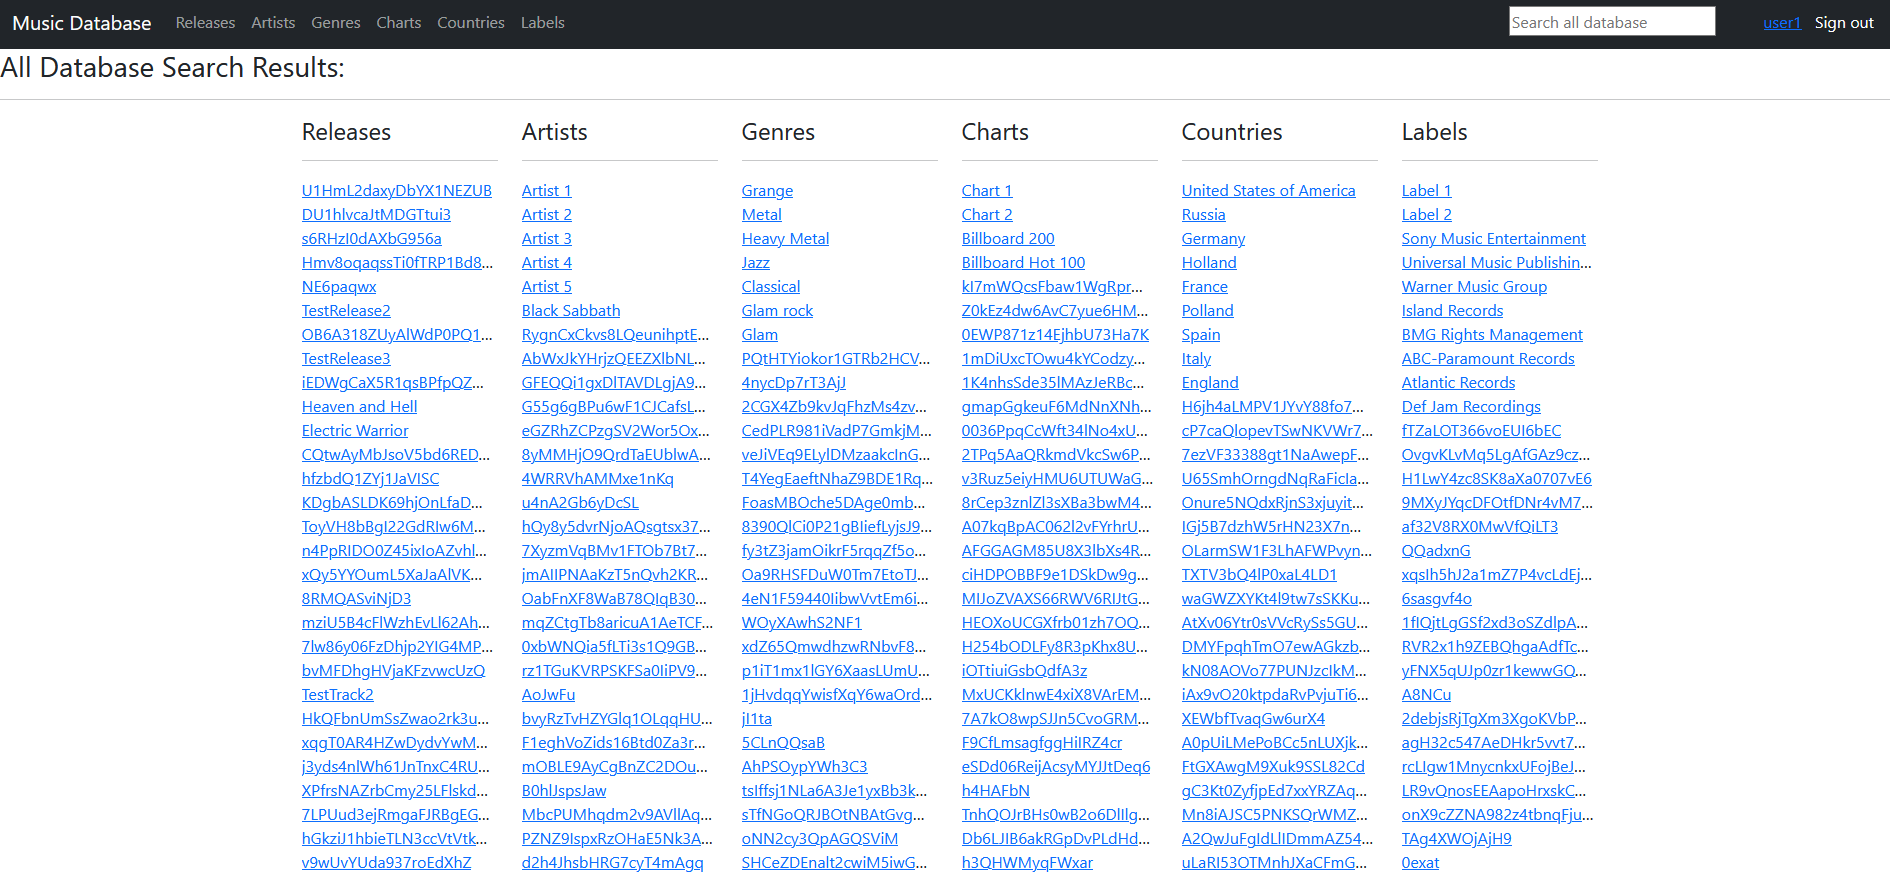 Music Database Releases Artists Genres Charts Countries Labels Search all database user1 Sign out
All Database Search Results:
Releases Artists Genres Charts Countries Labels
U1HmL2daxyDbYX1NEZUB Artist 1 Grange Chart 1 United States of America Label 1
DU1hlvcaJtMDGTtui3 Artist 2 Metal Chart 2 Russia Label 2
s6RHzI0dAXbG956a Artist 3 Heavy Metal Billboard 200 Germany Sony Music Entertainment
Hmv8oqaqssTi0fTRP1Bd8... Artist 4 Jazz Billboard Hot 100 Holland Universal Music Publishin...
NE6paqwx Artist 5 Classical kI7mWQcsFbaw1WgRpr... France Warner Music Group
TestRelease2 Black Sabbath Glam rock Z0kEz4dw6AvC7yue6HM... Polland Island Records
OB6A318ZUyAlWdP0PQ1... RygnCxCkvs8LQeunihptE... Glam 0EWP871z14EjhbU73Ha7K Spain BMG Rights Management
TestRelease3 AbWxJkYHrjzQEEZXlbNL... PQtHTYiokor1GTRb2HCV... 1mDiUxcTOwu4kYCodzy... Italy ABC-Paramount Records
iEDWgCaX5R1qsBPfpQZ... GFEQQi1gxDlTAVDLgjA9... 4nycDp7rT3AjJ 1K4nhsSde35lMAzJeRBc... England Atlantic Records
Heaven and Hell G55g6gBPu6wF1CJCafsL... 2CGX4Zb9kvJqFhzMs4zv... gmapGgkeuF6MdNnXNh... H6jh4aLMPV1JYvY88fo7... Def Jam Recordings
Electric Warrior eGZRhZCPzgSV2Wor5Ox... CedPLR981iVadP7GmkjM... 0036PpqCcWft34lNo4xU... cP7caQlopevTSwNKVWr7... fTZaLOT366voEUI6bEC
CQtwAyMbJsoV5bd6RED... 8yMMHjO9QrdTaEUblwA... veJiVEq9ELylDMzaakcInG... 2TPq5AaQRkmdVkcSw6P... 7ezVF33388gt1NaAwepF... OvgvKLvMq5LgAfGAz9cz...
hfzbdQ1ZYj1JaVISC 4WRRVhAMMxe1nKq T4YegEaeftNhaZ9BDE1Rq... v3Ruz5eiyHMU6UTUWaG... U65SmhOrngdNqRaFicIa... H1LwY4zc8SK8aXa0707vE6
KDgbASLDK69hjOnLfaD... u4nA2Gb6yDcSL FoasMBOche5DAge0mb... 8rCep3znlZl3sXBa3bwM4... Onure5NQdxRjnS3xjuyit... 9MXyJYqcDFOtfDNr4vM7...
ToyVH8bBgI22GdRIw6M... hQy8y5dvrNjoAQsgtsx37... 8390QlCi0P21gBIiefLyjsJ9... A07kqBpAC062l2vFYrhrU... IGj5B7dzhW5rHN23X7n... af32V8RX0MwVfQiLT3
n4PpRIDO0Z45ixIoAZvhl... 7XyzmVqBMv1FTOb7Bt7... fy3tZ3jamOikrF5rqqZf5o... AFGGAGM85U8X3lbXs4R... OLarmSW1F3LhAFWPvyn... QQadxnG
xQy5YYOumL5XaJaAlVK... jmAIIPNAaKzT5nQvh2KR... Oa9RHSFDuW0Tm7EtoTJ... ciHDPOBBF9e1DSkDw9g... TXTV3bQ4lP0xaL4LD1 xqsIh5hJ2a1mZ7P4vcLdEj...
8RMQASviNjD3 OabFnXF8WaB78QIqB30... 4eN1F59440IibwVvtEm6i... MIJoZVAXS66RWV6RIJtG... waGWZXYKt4l9tw7sSKKu... 6sasgvf4o
mziU5B4cFlWzhEvLl62Ah... mqZCtgTb8aricuA1AeTCF... WOyXAwhS2NF1 HEOXoUCGXfrb01zh7OQ... AtXv06Ytr0sVVcRySs5GU... 1flQjtLgGSf2xd3oSZdlpA...
7lw86y06FzDhjp2YIG4MP... 0xbWNQia5fLTi3s1Q9GB... xdZ65QmwdhzwRNbvF8... H254bODLFy8R3pKhx8U... DMYFpqhTmO7ewAGkzb... RVR2x1h9ZEBQhgaAdfTc...
bvMFDhgHVjaKFzvwcUzQ rz1TGuKVRPSKFSa0IiPV9... p1iT1mx1lGY6XaasLUmU... iOTtiuiGsbQdfA3z kN08AOVo77PUNJzcIkM... yFNX5qUJp0zr1kewwGQ...
TestTrack2 AoJwFu 1jHvdqqYwisfXqY6waOrd... MxUCKklnwE4xiX8VArEM... iAx9vO20ktpdaRvPvjuTi6... A8NCu
HkQFbnUmSsZwao2rk3u... bvyRzTvHZYGlq1OLqqHU... jI1ta 7A7kO8wpSJJn5CvoGRM... XEWbfTvaqGw6urX4 2debjsRjTgXm3XgoKVbP...
xqgT0AR4HZwDydvYwM... F1eghVoZids16Btd0Za3r... 5CLnQQsaB F9CfLmsagfggHiIRZ4cr A0pUiLMePoBCc5nLUXjk... agH32c547AeDHkr5vvt7...
j3yds4nlWh61JnTnxC4RU... mOBLE9AyCgBnZC2DOu... AhPSOypYWh3C3 eSDd06ReijAcsyMYJJtDeq6 FtGXAwgM9Xuk9SSL82Cd rcLIgw1MnycnkxUFojBeJ...
XPfrsNAZrbCmy25LFlskd... B0hlJspsJaw tsIffsj1NLa6A3Je1yxBb3k... h4HAFbN gC3Kt0ZyfjpEd7xxYRZAq... LR9vQnosEEAapoHrxskC...
7LPUud3ejRmgaFJRBgEG... MbcPUMhqdm2v9AVllAq... sTfNGoQRJBOtNBAtGvg... TnhQOJrBHs0wB2o6DlIlg... Mn8iAJSC5PNKSQrWMZ... onX9cZZNA982z4tbnqFju...
hGkziJ1hbieTLN3ccVtVtk... PZNZ9IspxRzOHaE5Nk3A... oNN2cy3QpAGQSViM Db6LJIB6akRGpDvPLdHd... A2QwJuFgIdLlIDmmAZ54... TAg4XWOjAjH9
v9wUvYUda937roEdXhZ d2h4JhsbHRG7cyT4mAgq SHCeZDEnalt2cwiM5iwG... h3QHWMyqFWxar uLaRI53OTMnhJXaCFmG... 0exat